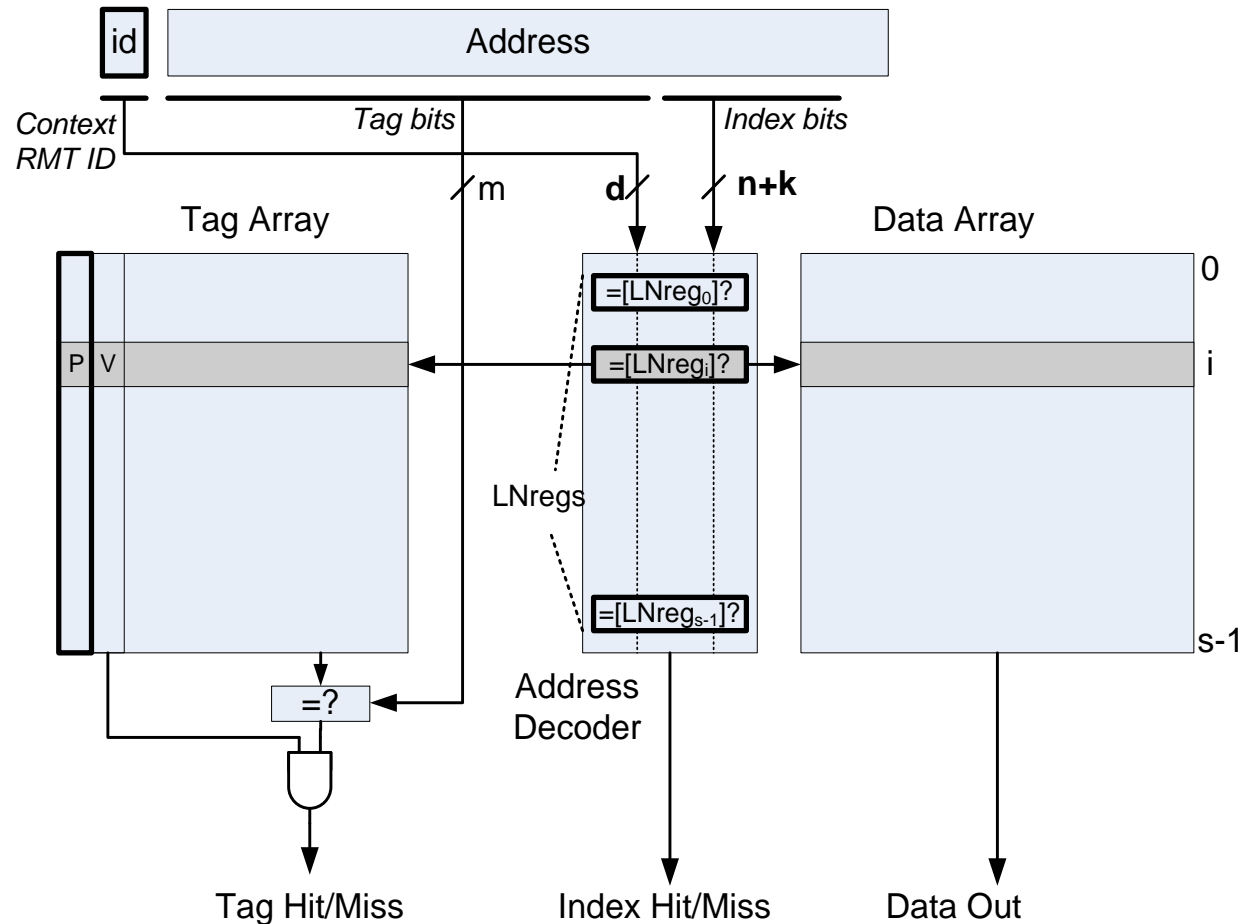 id
Address
Context
RMT ID
Tag bits
Index bits
m
d
n+k
Tag Array
Data Array
0
=[LNreg0]?
P
V
=[LNregi]?
i
LNregs
=[LNregs-1]?
s-1
=?
Address
Decoder
Tag Hit/Miss
Index Hit/Miss
Data Out